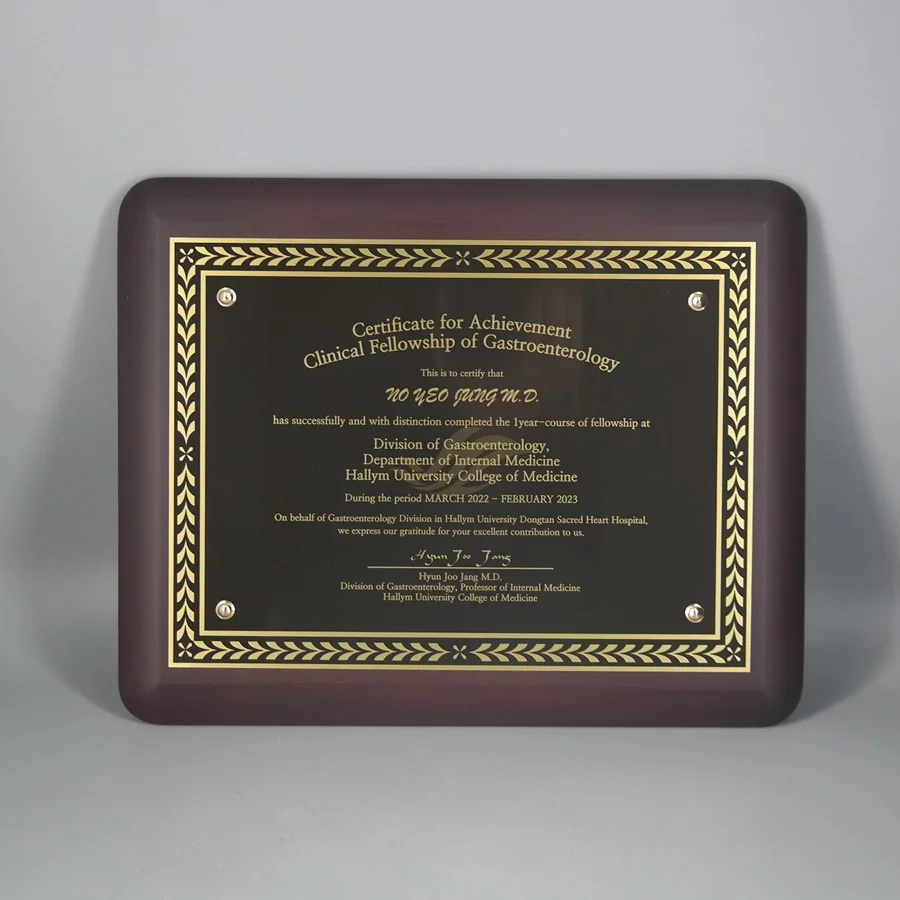 Certificate for Achievement
Clinical Fellowship of Gastroenterology
This is to certify that
NO YEO JUNG M.D.
has successfully and with distinction completed the 1year-course of fellowship at
Division of Gastroenterology,
Department of Internal Medicine
Hallym University College of Medicine
During the period MARCH 2022 - FEBRUARY 2023
On behalf of Gastroenterology Division in Hallym University Dongtan Sacred Heart Hospital,
we express our gratitude for your excellent contribution to us.
Hyun Joo Jang
Hyun Joo Jang M.D.
Division of Gastroenterology, Professor of Internal Medicine
Hallym University College of Medicine